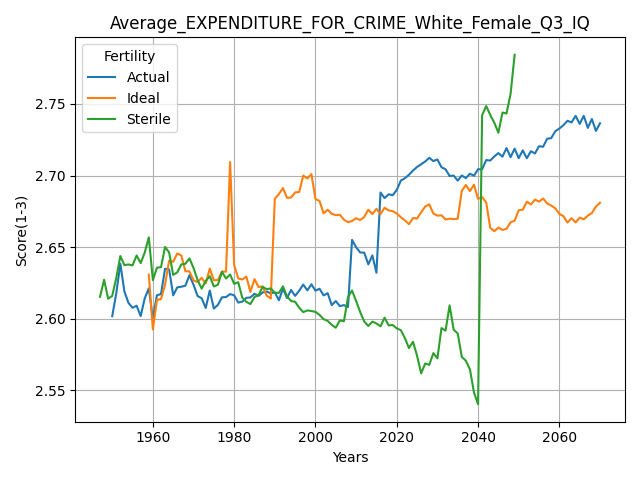 Average_EXPENDITURE_FOR_CRIME_White_Female_Q3_IQ
Fertility
Actual
Ideal
Sterile
Score(1-3)
2.75
2.70
2.65
2.60
2.55
1960 1980 2000 2020 2040 2060
Years